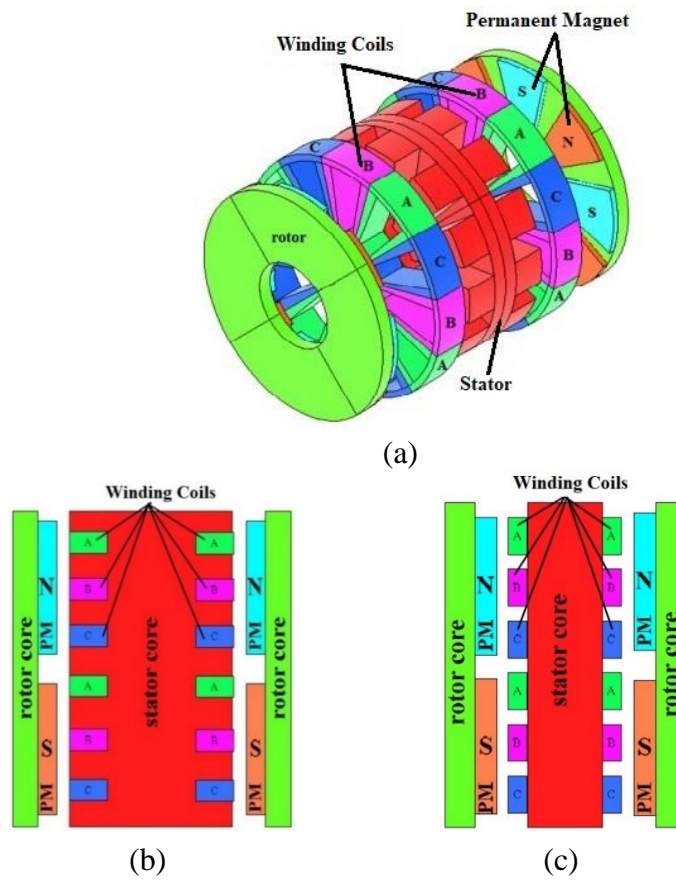 Permanent Magnet
Winding Coils
C
B
S
A
N
C
B
A
C
S
rotor
C
B
B
A
A
Stator
(a)
Winding Coils
A
A
B
B
C
C
A
A
B
B
C
C
rotor core
N
PM
S
PM
stator core
N
PM
S
PM
rotor core
(b)
Winding Coils
A
A
B
B
C
C
A
A
B
B
C
C
rotor core
N
PM
S
PM
stator core
N
PM
S
PM
rotor core
(c)